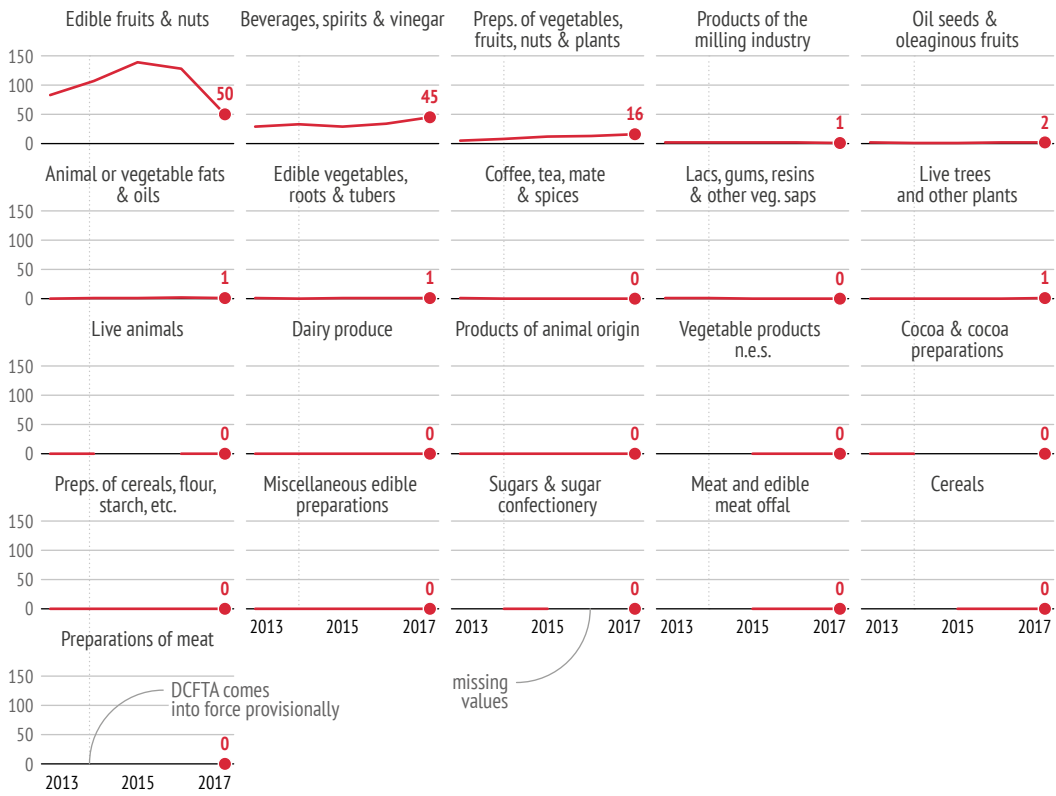 Edible fruits & nuts
150
100
50
0
50
Beverages, spirits & vinegar
45
Preps. of vegetables,
fruits, nuts & plants
16
Products of the
milling industry
1
Oil seeds &
oleaginous fruits
2
Animal or vegetable fats
& oils
150
100
50
0
1
Edible vegetables,
roots & tubers
1
Coffee, tea, mate
& spices
0
Lacs, gums, resins
& other veg. saps
0
Live trees
and other plants
1
Live animals
150
100
50
0
0
Dairy produce
0
Products of animal origin
0
Vegetable products
n.e.s.
0
Cocoa & cocoa
preparations
0
Preps. of cereals, flour,
starch, etc.
150
100
50
0
0
Miscellaneous edible
preparations
0
2013 2015 2017
Sugars & sugar
confectionery
0
2013 2015 2017
missing
values
Meat and edible
meat offal
0
2013 2015 2017
Cereals
0
2013 2015 2017
Preparations of meat
150
100
50
0
DCFTA comes
into force provisionally
0
2013 2015 2017